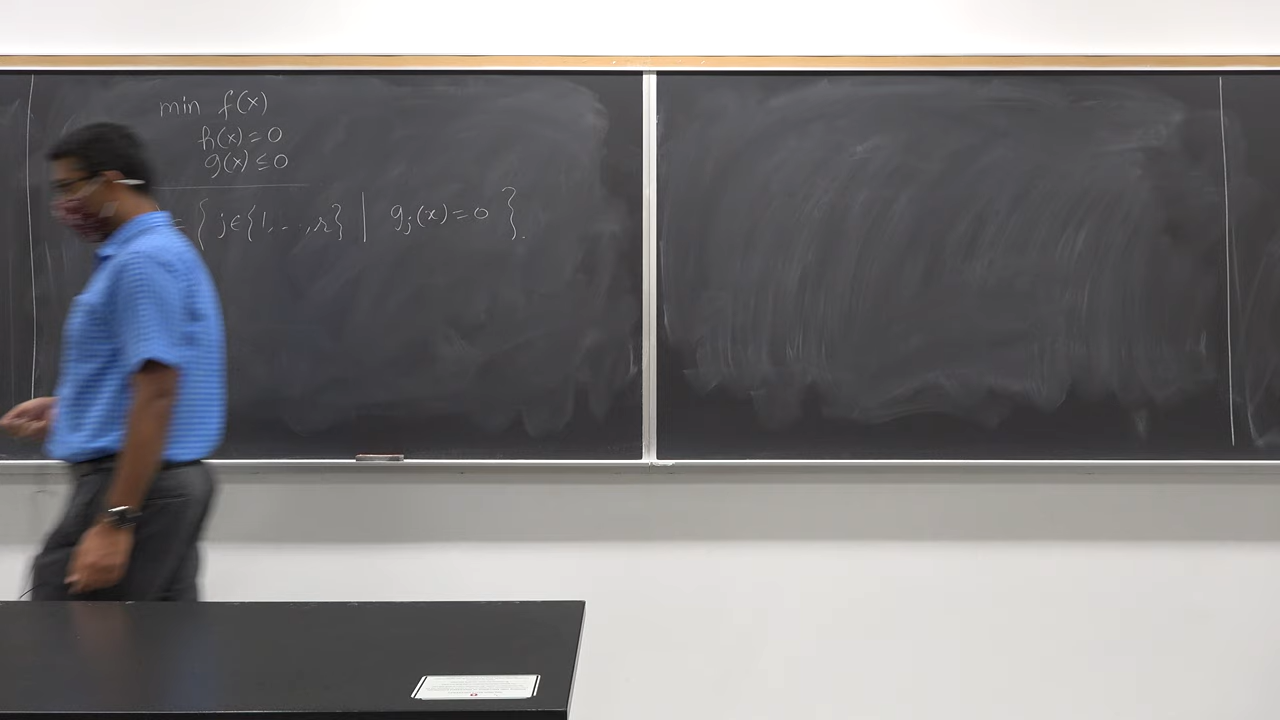 min f(x)
h(x) = 0
g(x) ≤ 0
= { j ∈ {1, ..., r} | g_j(x) = 0 }.